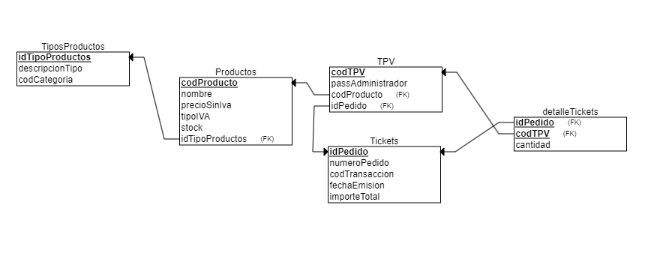 TiposProductos
idTipoProductos
descripcionTipo
codCategoria
Productos
codProducto
nombre
precioSinIva
tipoIVA
stock
idTipoProductos (FK)
TPV
codTPV
passAdministrador
codProducto (FK)
idPedido (FK)
Tickets
idPedido
numeroPedido
codTransaccion
fechaEmision
importeTotal
detalleTickets
idPedido (FK)
codTPV (FK)
cantidad